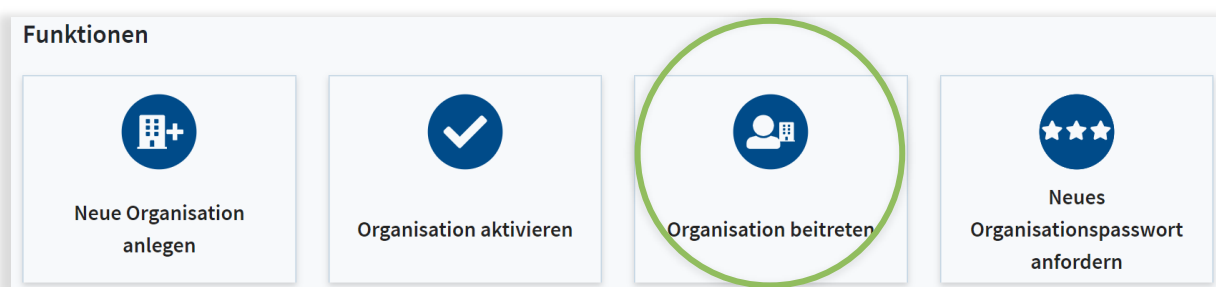 Funktionen
Neue Organisation
anlegen
Organisation aktivieren
Organisation beitreten
Neues
Organisationspasswort
anfordern